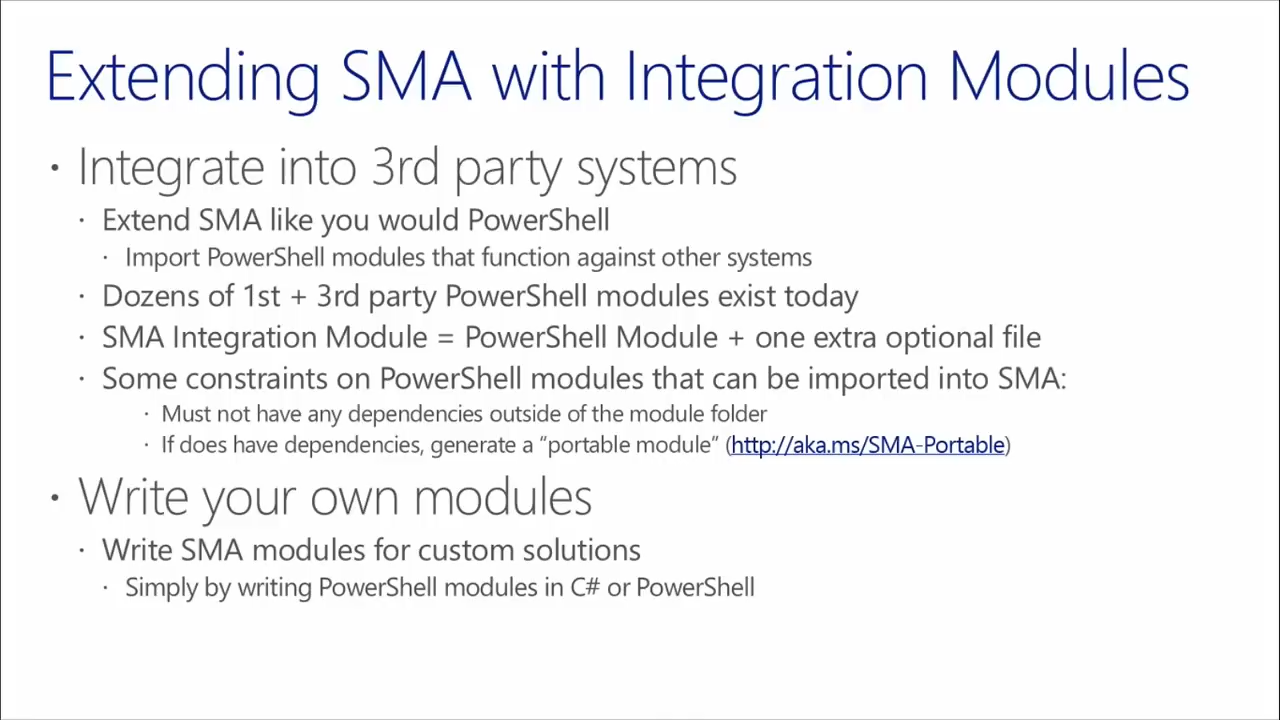 Extending SMA with Integration Modules
· Integrate into 3rd party systems
· Extend SMA like you would PowerShell
· Import PowerShell modules that function against other systems
· Dozens of 1st + 3rd party PowerShell modules exist today
· SMA Integration Module = PowerShell Module + one extra optional file
· Some constraints on PowerShell modules that can be imported into SMA:
· Must not have any dependencies outside of the module folder
· If does have dependencies, generate a “portable module” (http://aka.ms/SMA-Portable)
· Write your own modules
· Write SMA modules for custom solutions
· Simply by writing PowerShell modules in C# or PowerShell